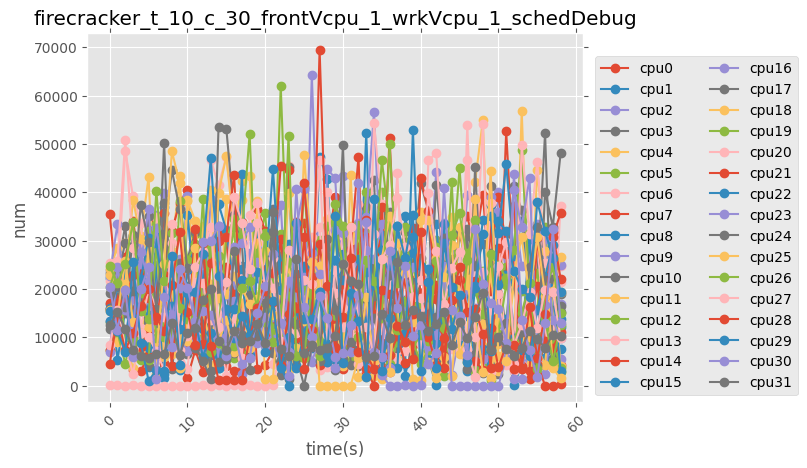 firecracker_t_10_c_30_frontVcpu_1_wrkVcpu_1_schedDebug
70000
60000
50000
40000
30000
20000
10000
0
num
0
10
20
30
40
50
60
time(s)
cpu0
cpu1
cpu2
cpu3
cpu4
cpu5
cpu6
cpu7
cpu8
cpu9
cpu10
cpu11
cpu12
cpu13
cpu14
cpu15
cpu16
cpu17
cpu18
cpu19
cpu20
cpu21
cpu22
cpu23
cpu24
cpu25
cpu26
cpu27
cpu28
cpu29
cpu30
cpu31